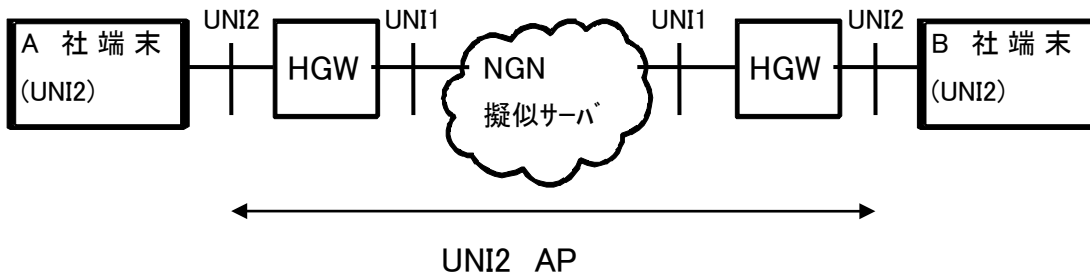 UNI2 UNI1 UNI1 UNI2
A 社 端 末 HGW NGN HGW B 社 端 末
(UNI2) 擬似サーバ (UNI2)
UNI2 AP